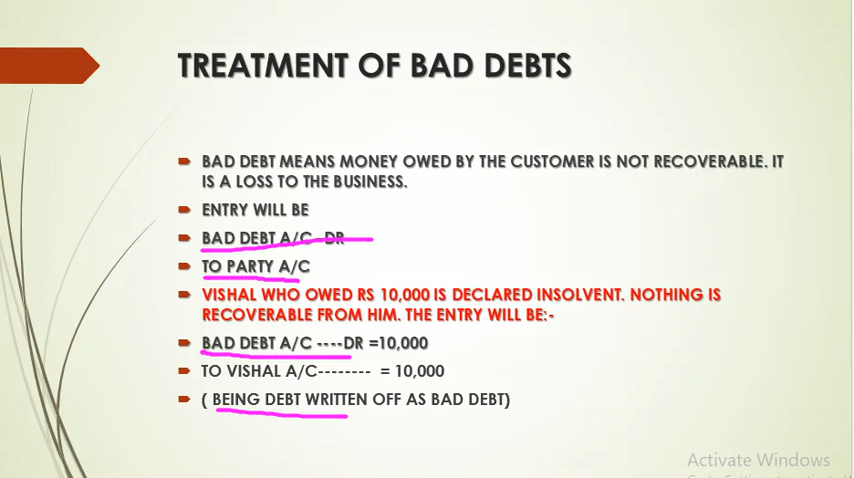 TREATMENT OF BAD DEBTS
BAD DEBT MEANS MONEY OWED BY THE CUSTOMER IS NOT RECOVERABLE. IT
IS A LOSS TO THE BUSINESS.
ENTRY WILL BE
BAD DEBT A/C DR
TO PARTY A/C
VISHAL WHO OWED RS 10,000 IS DECLARED INSOLVENT. NOTHING IS
RECOVERABLE FROM HIM. THE ENTRY WILL BE:-
BAD DEBT A/C ----DR =10,000
TO VISHAL A/C-------- = 10,000
( BEING DEBT WRITTEN OFF AS BAD DEBT)
Activate Windows